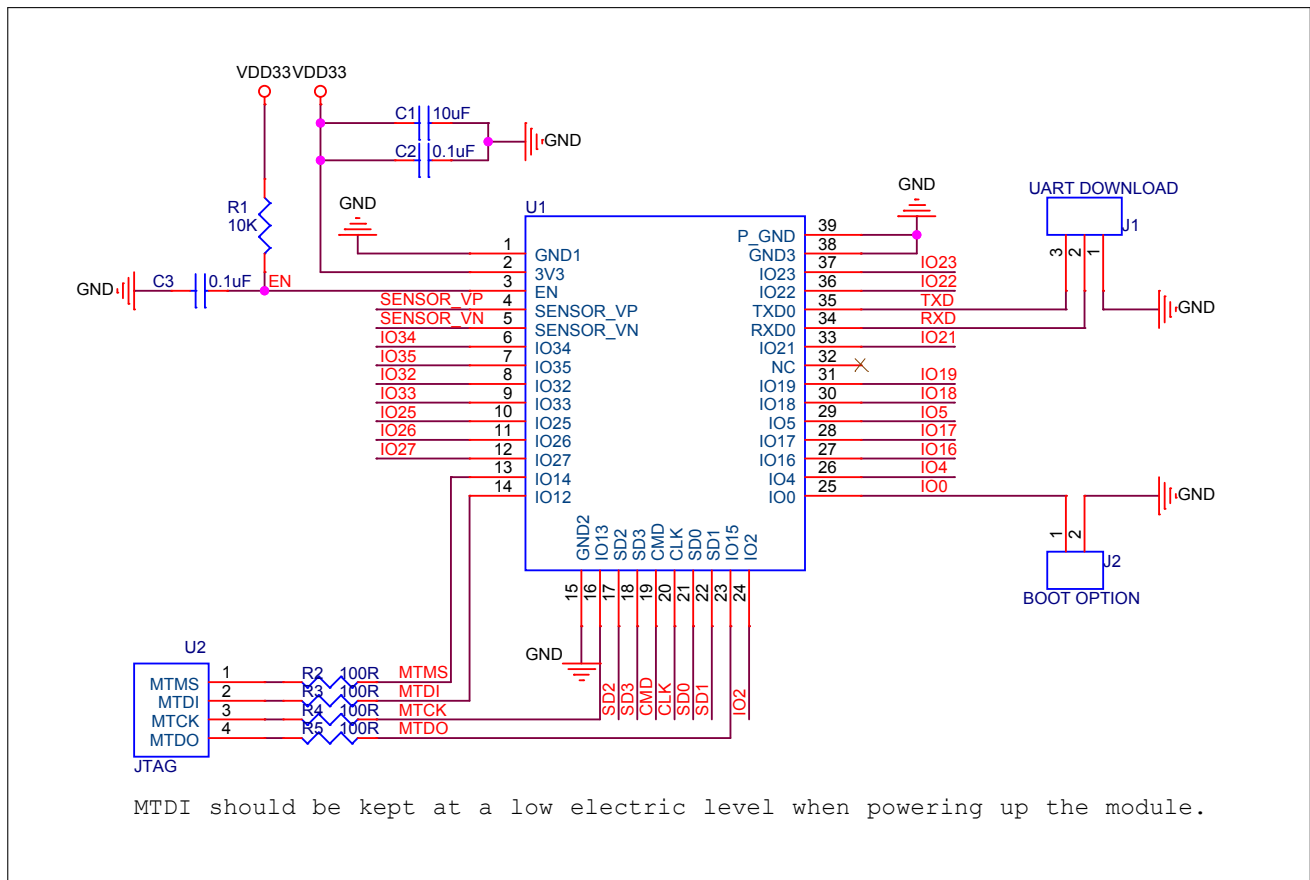 VDD33 VDD33
C1 10uF
GND
C2 0.1uF
R1
10K
GND
U1
GND
UART DOWNLOAD
J1
3 2 1
GND
C3 0.1uF
EN
GND
1 GND1
2 3V3
3 EN
SENSOR_VP 4 SENSOR_VP
SENSOR_VN 5 SENSOR_VN
IO34 6 IO34
IO35 7 IO35
IO32 8 IO32
IO33 9 IO33
IO25 10 IO25
IO26 11 IO26
IO27 12 IO27
13 IO14
14 IO12
P_GND 39
GND3 38
IO23 37 IO23
IO22 36 IO22
TXD0 35 TXD
RXD0 34 RXD
IO21 33 IO21
NC 32
IO19 31 IO19
IO18 30 IO18
IO5 29 IO5
IO17 28 IO17
IO16 27 IO16
IO4 26 IO4
IO0 25 IO0
GND
1 2
J2
BOOT OPTION
GND2 IO13 SD2 SD3 CMD CLK SD0 SD1 IO15 IO2
15 16 17 18 19 20 21 22 23 24
GND
SD2 SD3 CMD CLK SD0 SD1 IO2
U2
MTMS 1 R2 100R MTMS
MTDI 2 R3 100R MTDI
MTCK 3 R4 100R MTCK
MTDO 4 R5 100R MTDO
JTAG
MTDI should be kept at a low electric level when powering up the module.